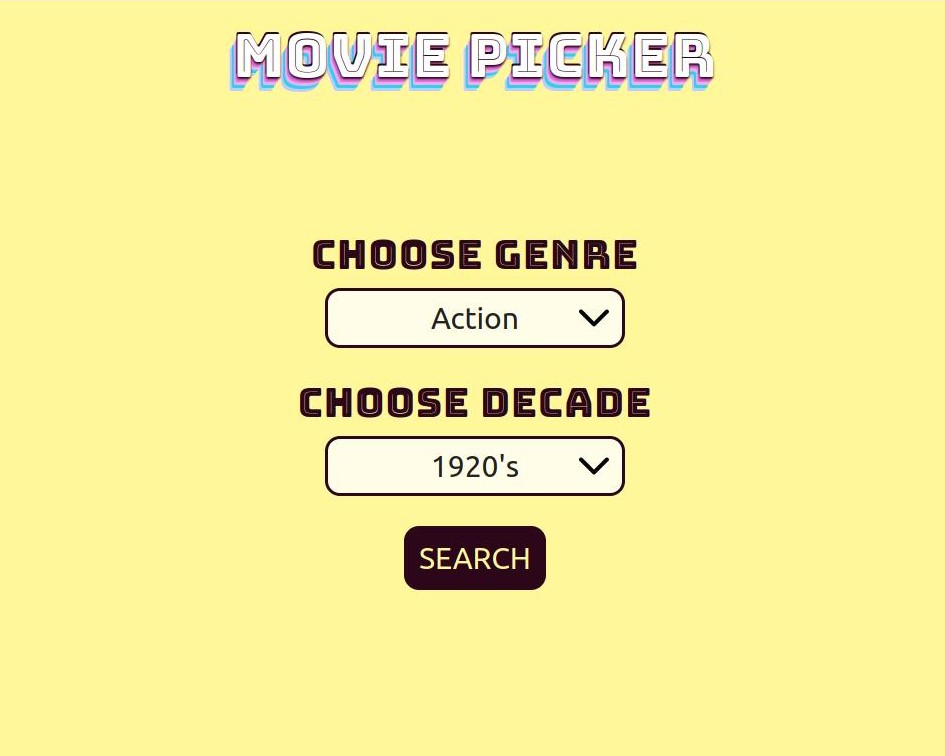 MOVIE PICKER
CHOOSE GENRE
Action
CHOOSE DECADE
1920's
SEARCH